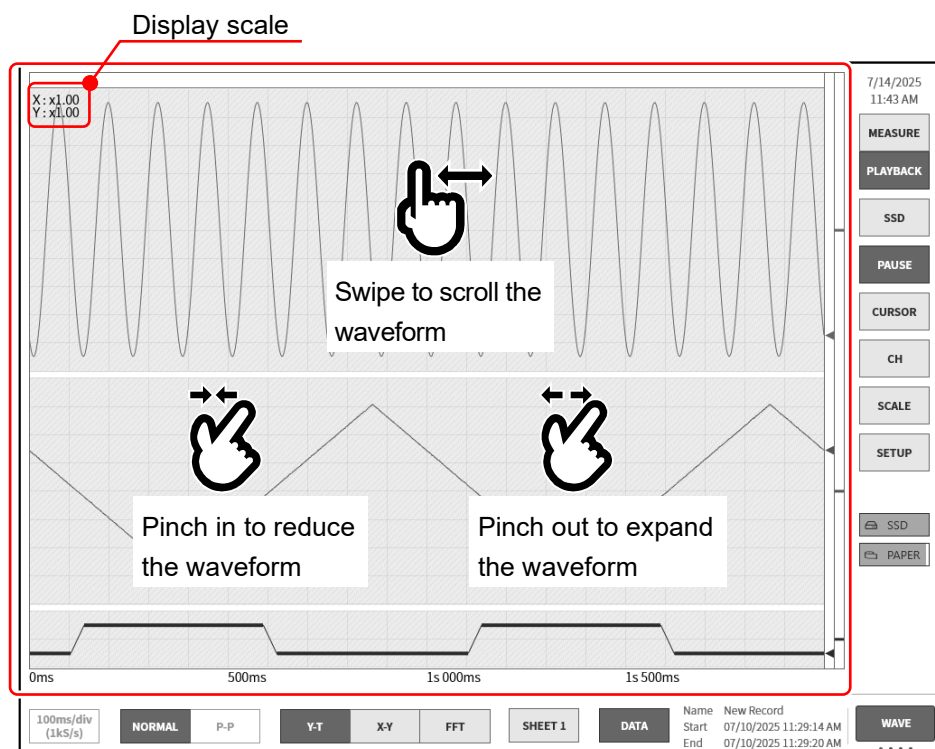 Display scale
X : x1.00
Y : x1.00
7/14/2025
11:43 AM
MEASURE
PLAYBACK
SSD
PAUSE
CURSOR
CH
SCALE
SETUP
SSD
PAPER
Swipe to scroll the
waveform
Pinch in to reduce
the waveform
Pinch out to expand
the waveform
0ms
500ms
1s 000ms
1s 500ms
100ms/div
(1kS/s)
NORMAL
P-P
Y-T
X-Y
FFT
SHEET 1
DATA
Name New Record
Start 07/10/2025 11:29:14 AM
End 07/10/2025 11:29:20 AM
WAVE